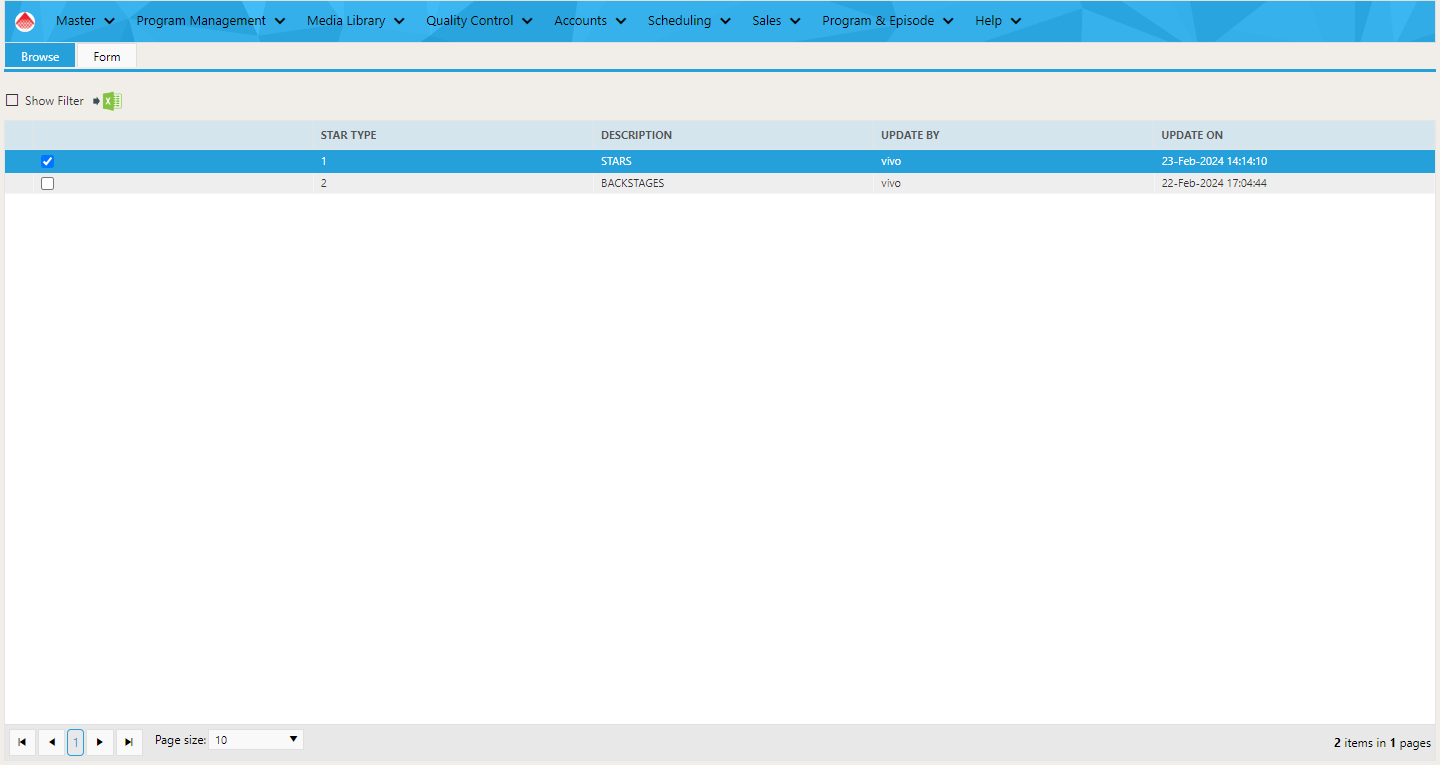 Master Program Management Media Library Quality Control Accounts Scheduling Sales Program & Episode Help
Browse Form
Show Filter
STAR TYPE DESCRIPTION UPDATE BY UPDATE ON
1 STARS vivo 23-Feb-2024 14:14:10
2 BACKSTAGES vivo 22-Feb-2024 17:04:44
1 Page size: 10 2 items in 1 pages